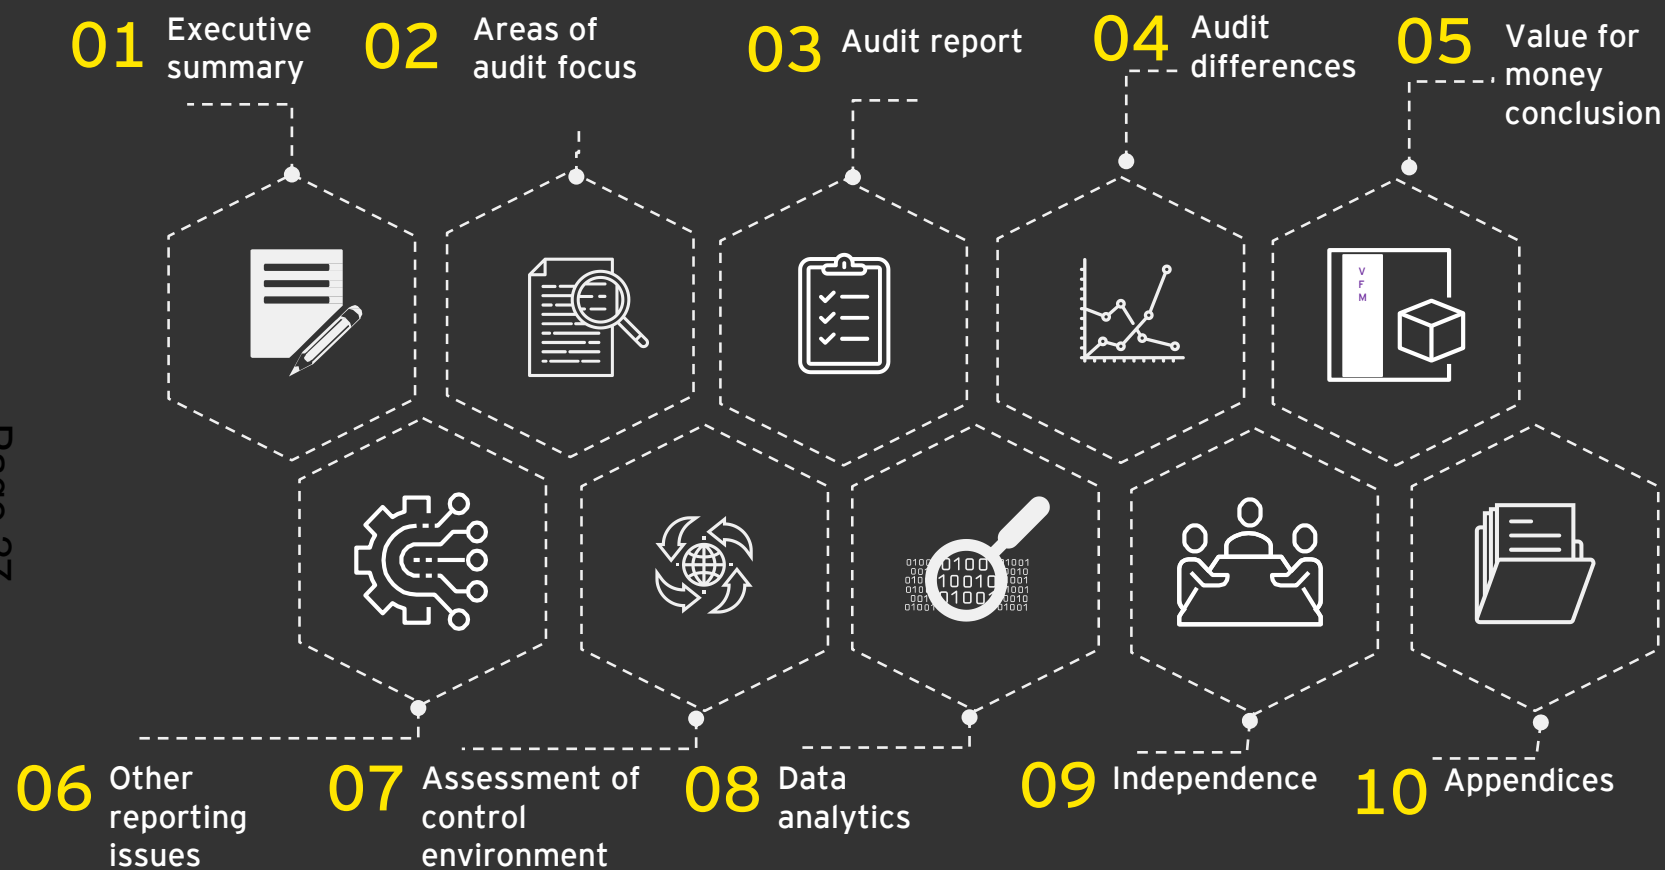 01 Executive
summary
02 Areas of
audit focus
03 Audit report
04 Audit
differences
05 Value for
money
conclusion
V
F
M
06 Other
reporting
issues
07 Assessment of
control
environment
08 Data
analytics
09 Independence
10 Appendices